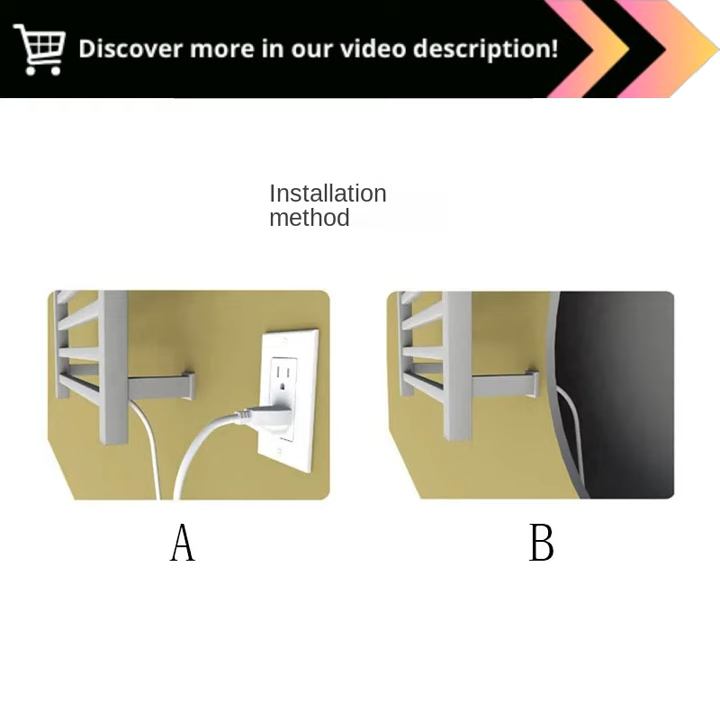 Discover more in our video description!
Installation
method
A
B